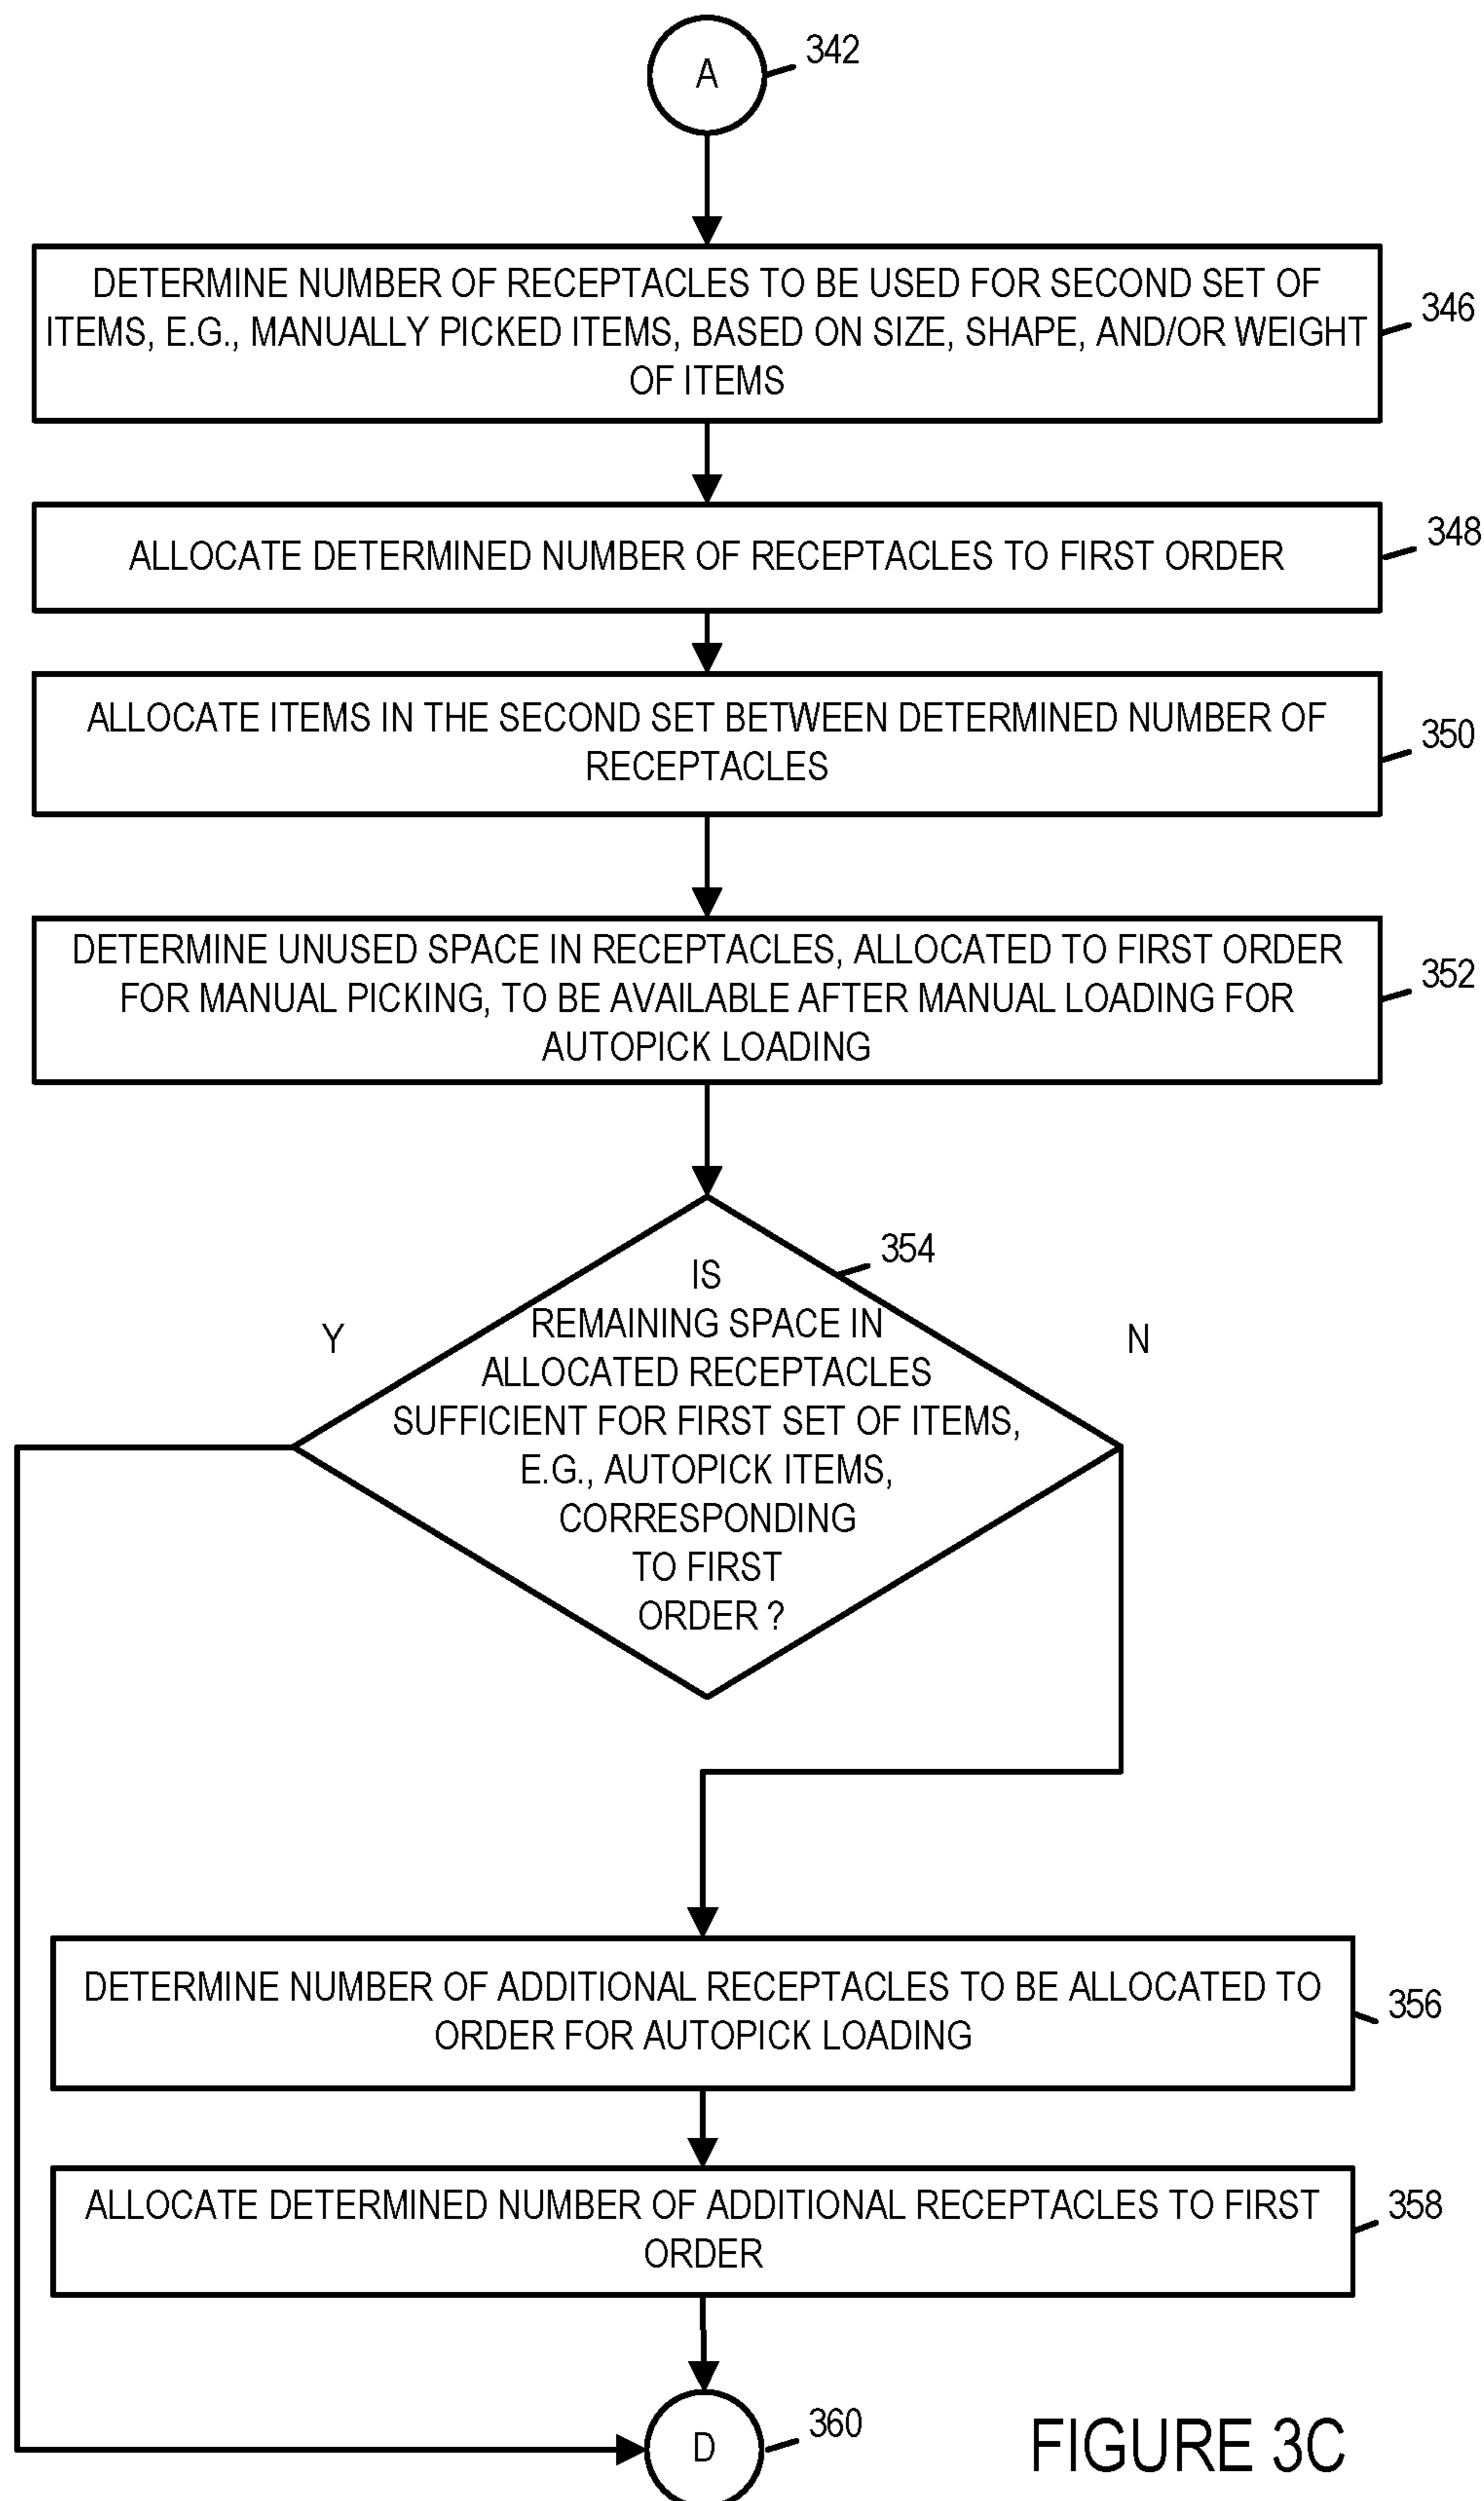 A
342
DETERMINE NUMBER OF RECEPTACLES TO BE USED FOR SECOND SET OF
ITEMS, E.G., MANUALLY PICKED ITEMS, BASED ON SIZE, SHAPE, AND/OR WEIGHT
OF ITEMS
346
ALLOCATE DETERMINED NUMBER OF RECEPTACLES TO FIRST ORDER
348
ALLOCATE ITEMS IN THE SECOND SET BETWEEN DETERMINED NUMBER OF
RECEPTACLES
350
DETERMINE UNUSED SPACE IN RECEPTACLES, ALLOCATED TO FIRST ORDER
FOR MANUAL PICKING, TO BE AVAILABLE AFTER MANUAL LOADING FOR
AUTOPICK LOADING
352
354
IS
REMAINING SPACE IN
ALLOCATED RECEPTACLES
SUFFICIENT FOR FIRST SET OF ITEMS,
E.G., AUTOPICK ITEMS,
CORRESPONDING
TO FIRST
ORDER ?
Y
N
DETERMINE NUMBER OF ADDITIONAL RECEPTACLES TO BE ALLOCATED TO
ORDER FOR AUTOPICK LOADING
356
ALLOCATE DETERMINED NUMBER OF ADDITIONAL RECEPTACLES TO FIRST
ORDER
358
D
360
FIGURE 3C